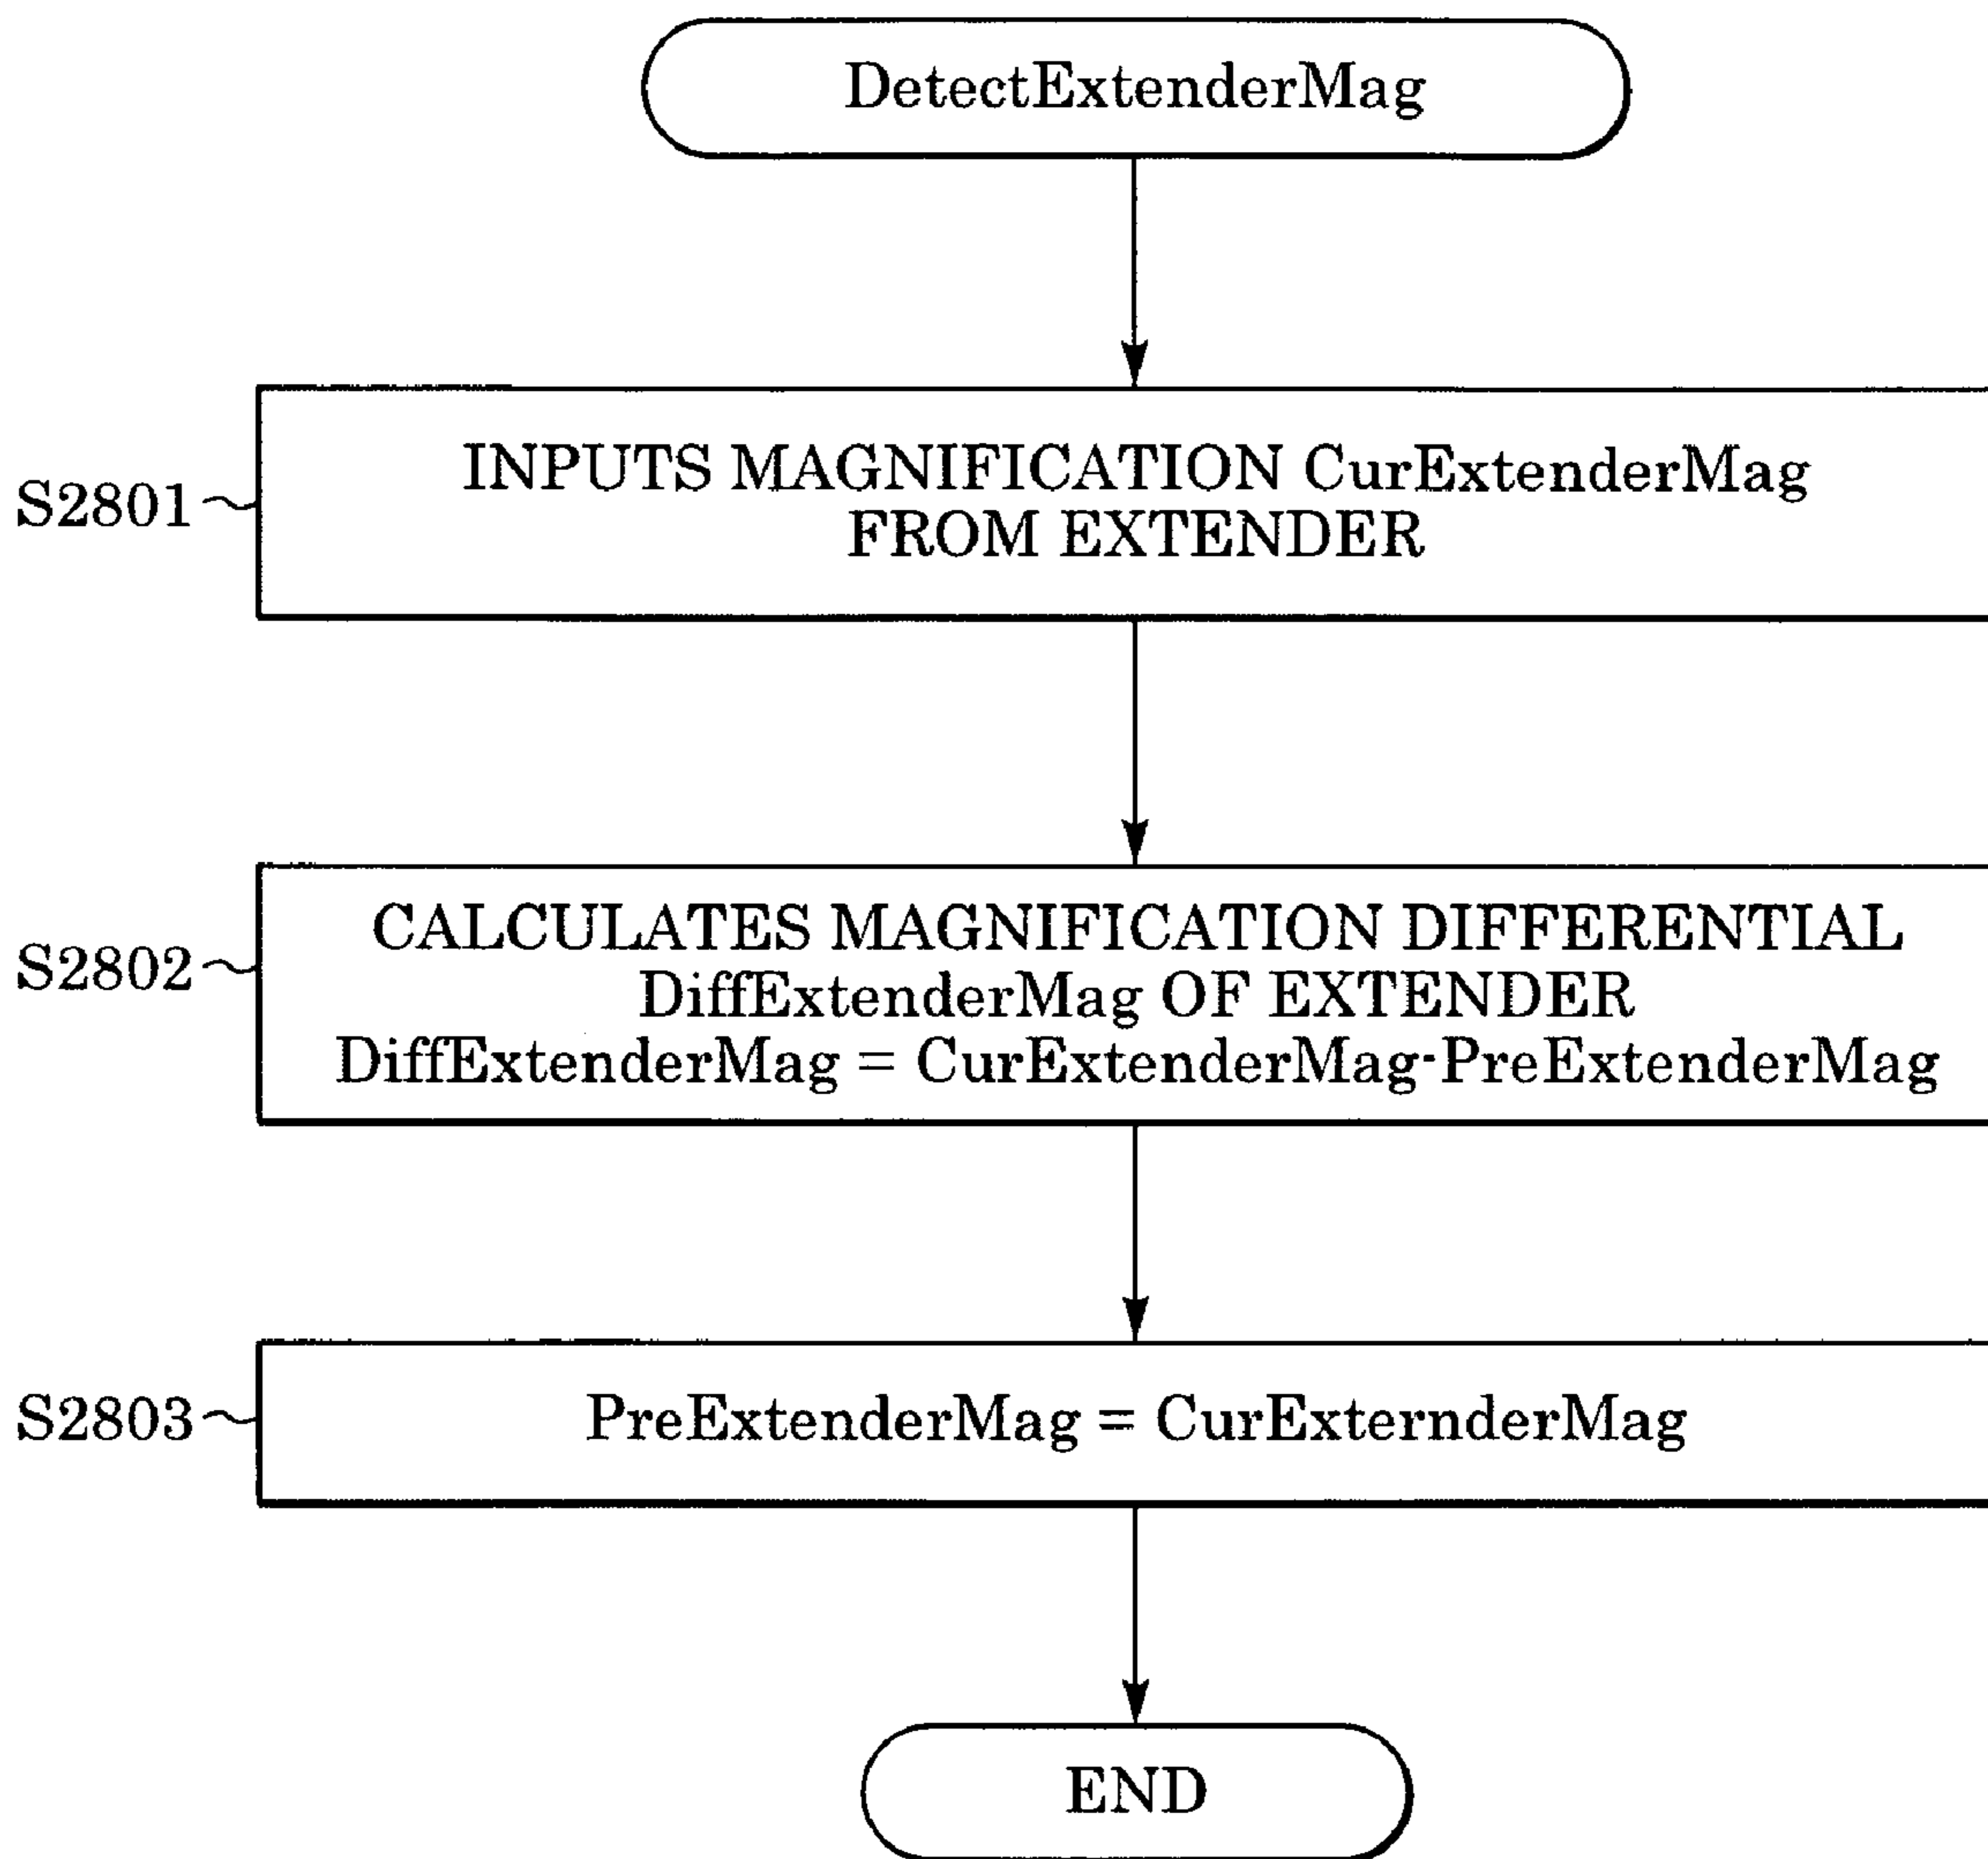 DetectExtenderMag
S2801
INPUTS MAGNIFICATION CurExtenderMag
FROM EXTENDER
S2802
CALCULATES MAGNIFICATION DIFFERENTIAL
DiffExtenderMag OF EXTENDER
DiffExtenderMag = CurExtenderMag-PreExtenderMag
S2803
PreExtenderMag = CurExternderMag
END